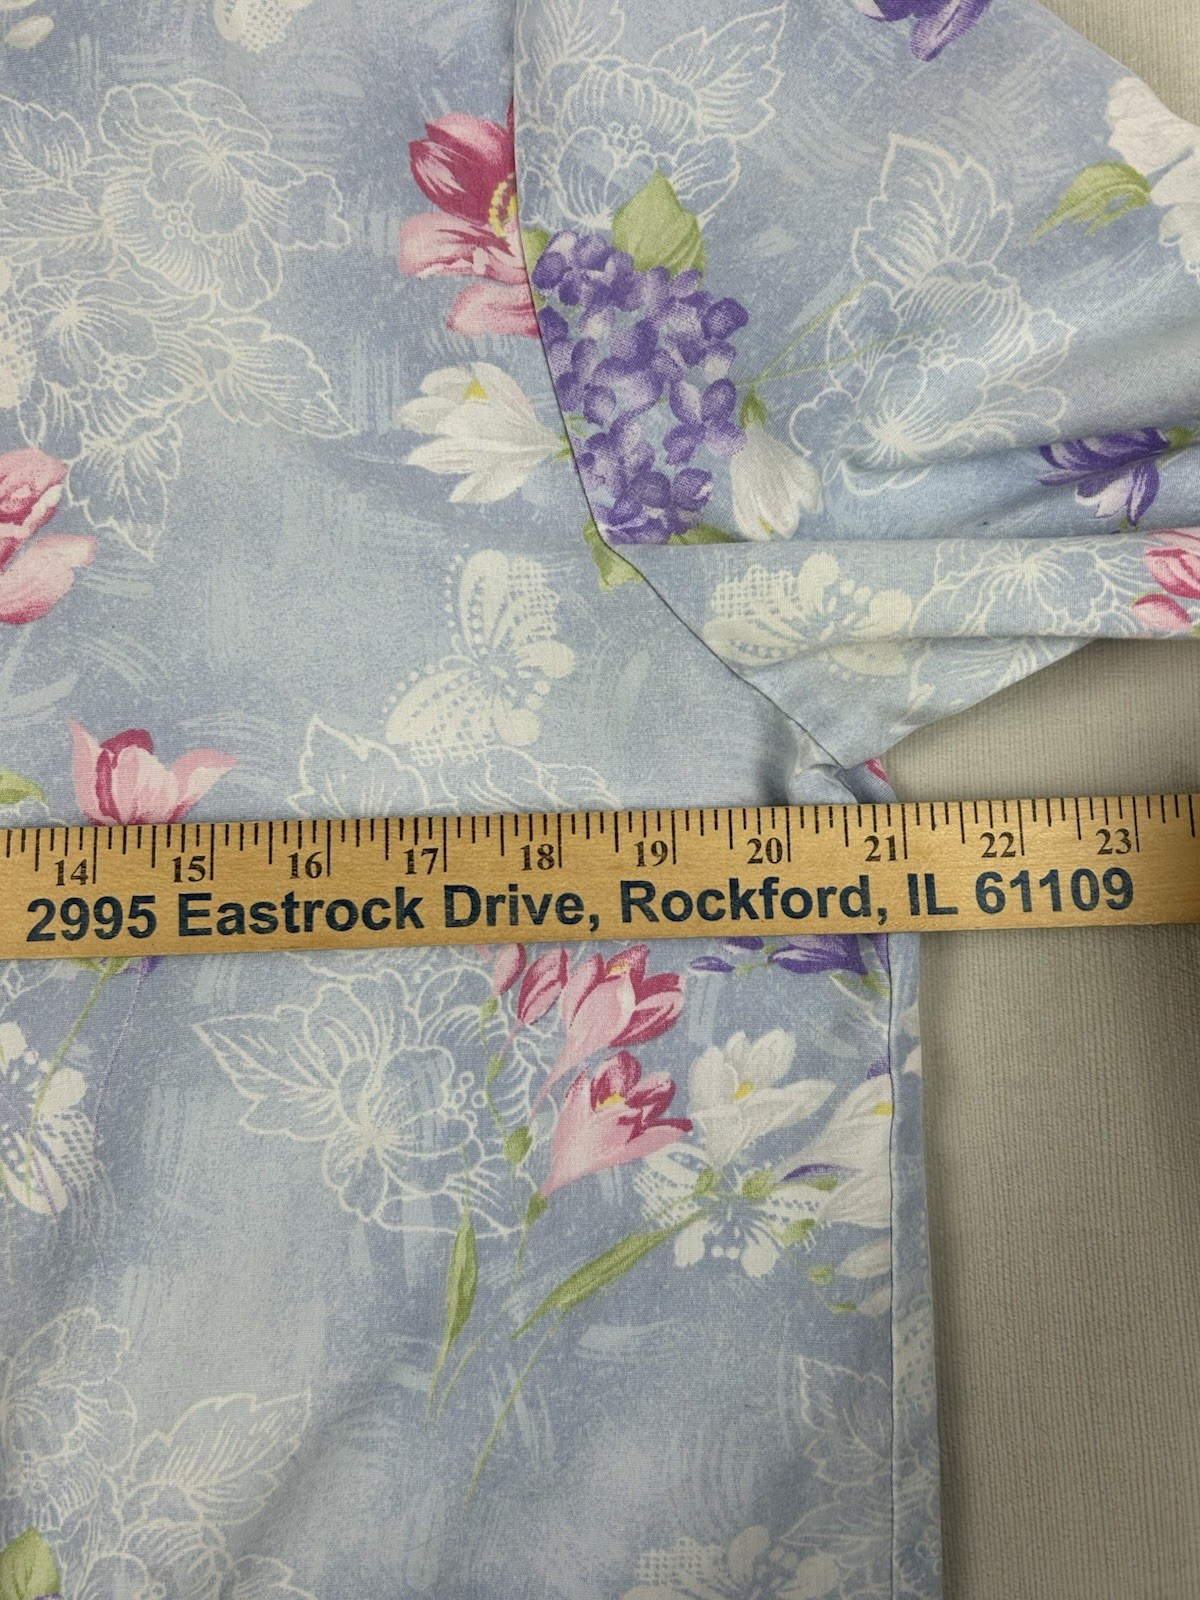 14 15 16 17 18 19 20 21 22 23
2995 Eastrock Drive, Rockford, IL 61109